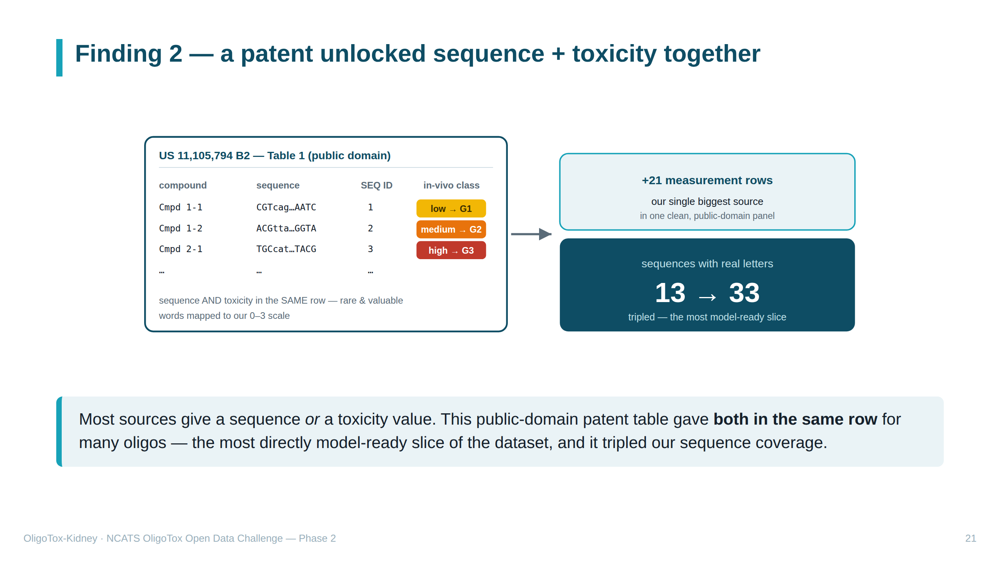 Finding 2 — a patent unlocked sequence + toxicity together
US 11,105,794 B2 — Table 1 (public domain)
compound sequence SEQ ID in-vivo class
Cmpd 1-1 CGTcag…AATC 1 low → G1
Cmpd 1-2 ACGtta…GGTA 2 medium → G2
Cmpd 2-1 TGCcat…TACG 3 high → G3
… … …
sequence AND toxicity in the SAME row — rare & valuable
words mapped to our 0–3 scale
+21 measurement rows
our single biggest source
in one clean, public-domain panel
sequences with real letters
13 → 33
tripled — the most model-ready slice
Most sources give a sequence or a toxicity value. This public-domain patent table gave both in the same row for
many oligos — the most directly model-ready slice of the dataset, and it tripled our sequence coverage.
OligoTox-Kidney · NCATS OligoTox Open Data Challenge — Phase 2
21